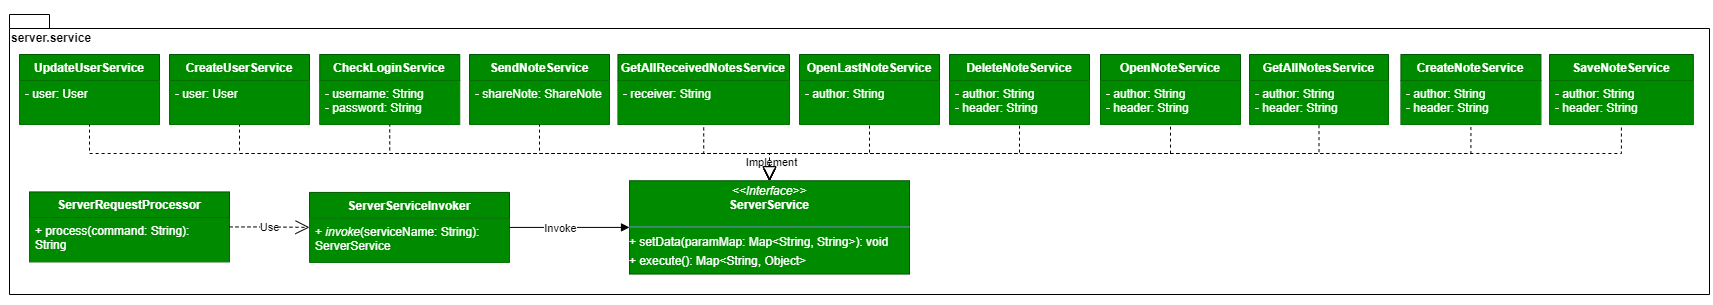 server.service
UpdateUserService
- user: User
CreateUserService
- user: User
CheckLoginService
- username: String
- password: String
SendNoteService
- shareNote: ShareNote
GetAllReceivedNotesService
- receiver: String
OpenLastNoteService
- author: String
DeleteNoteService
- author: String
- header: String
OpenNoteService
- author: String
- header: String
GetAllNotesService
- author: String
- header: String
CreateNoteService
- author: String
- header: String
SaveNoteService
- author: String
- header: String
Implement
ServerRequestProcessor
+ process(command: String):
String
Use
ServerServiceInvoker
+ invoke(serviceName: String):
ServerService
Invoke
<<Interface>>
ServerService
+ setData(paramMap: Map<String, String>): void
+ execute(): Map<String, Object>